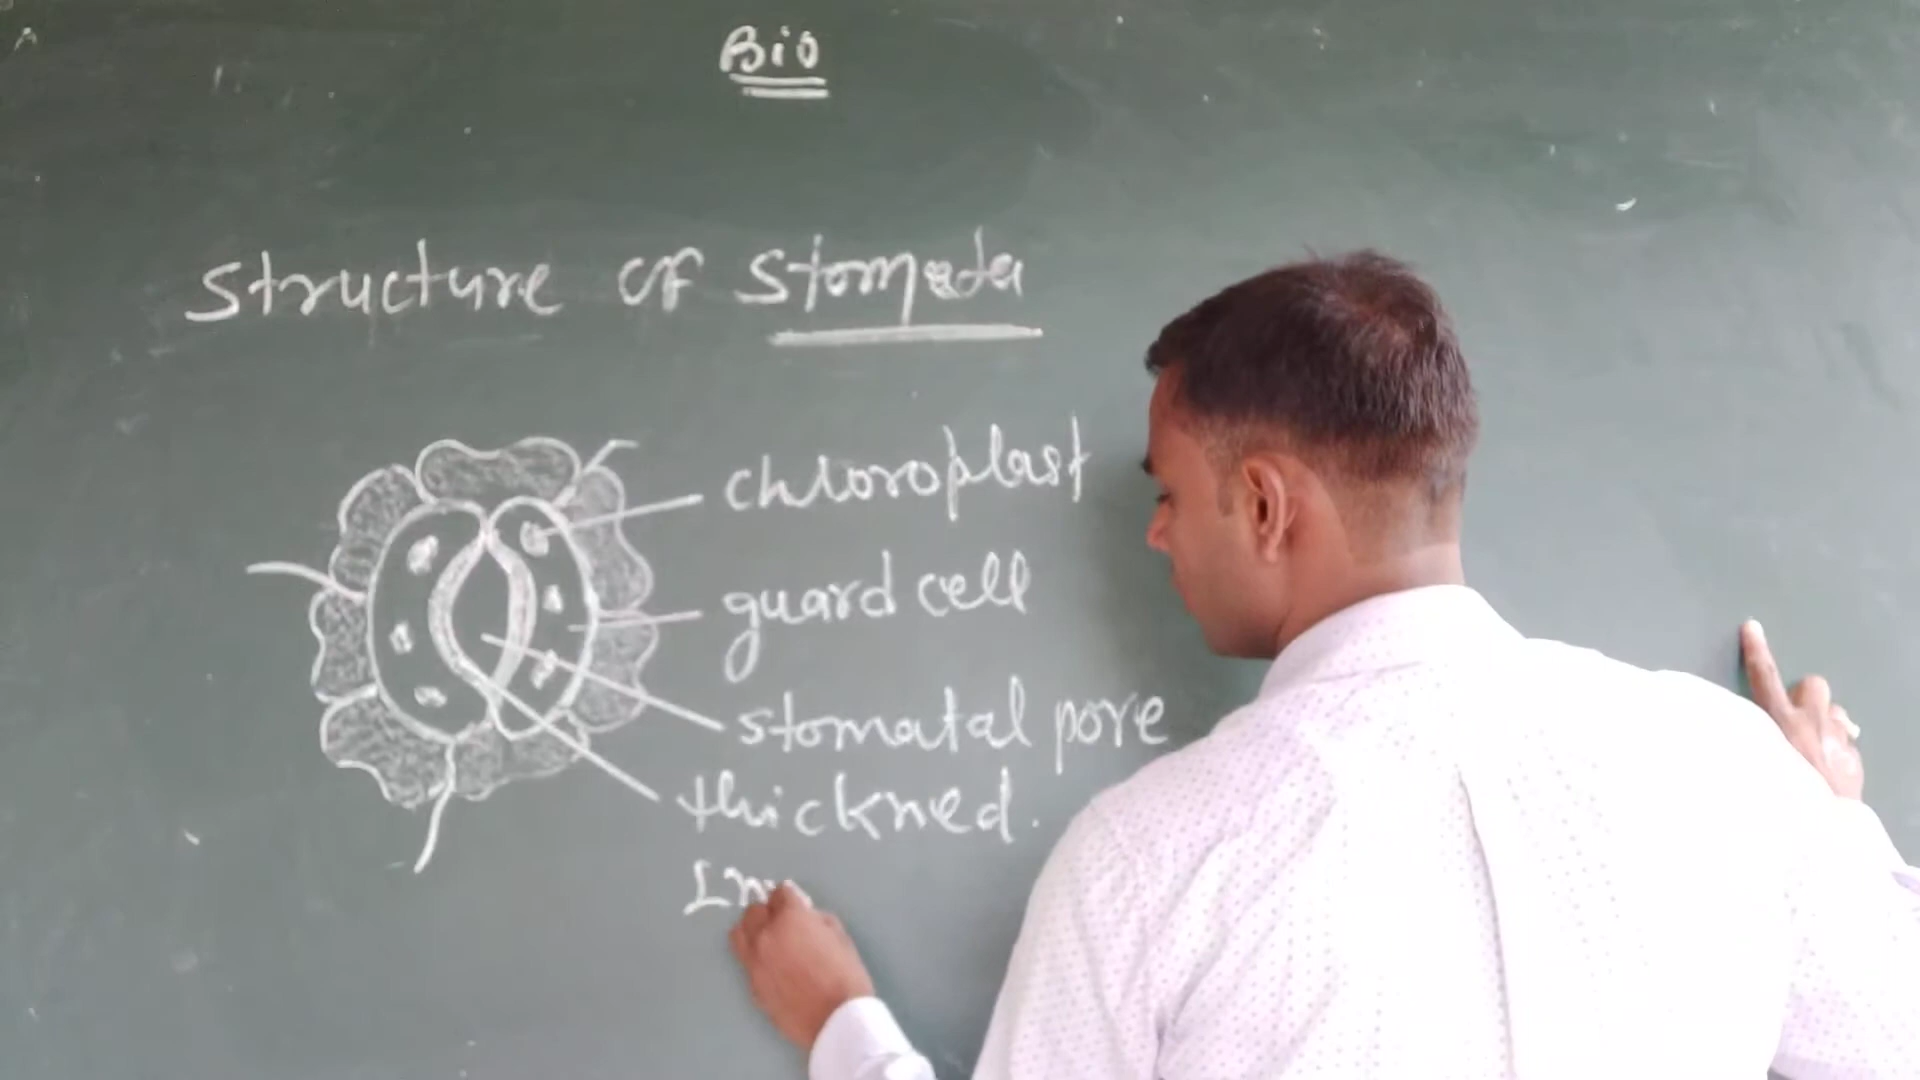 Bio
Structure of Stomata
chloroplast
guard cell
stomatal pore
thickned.